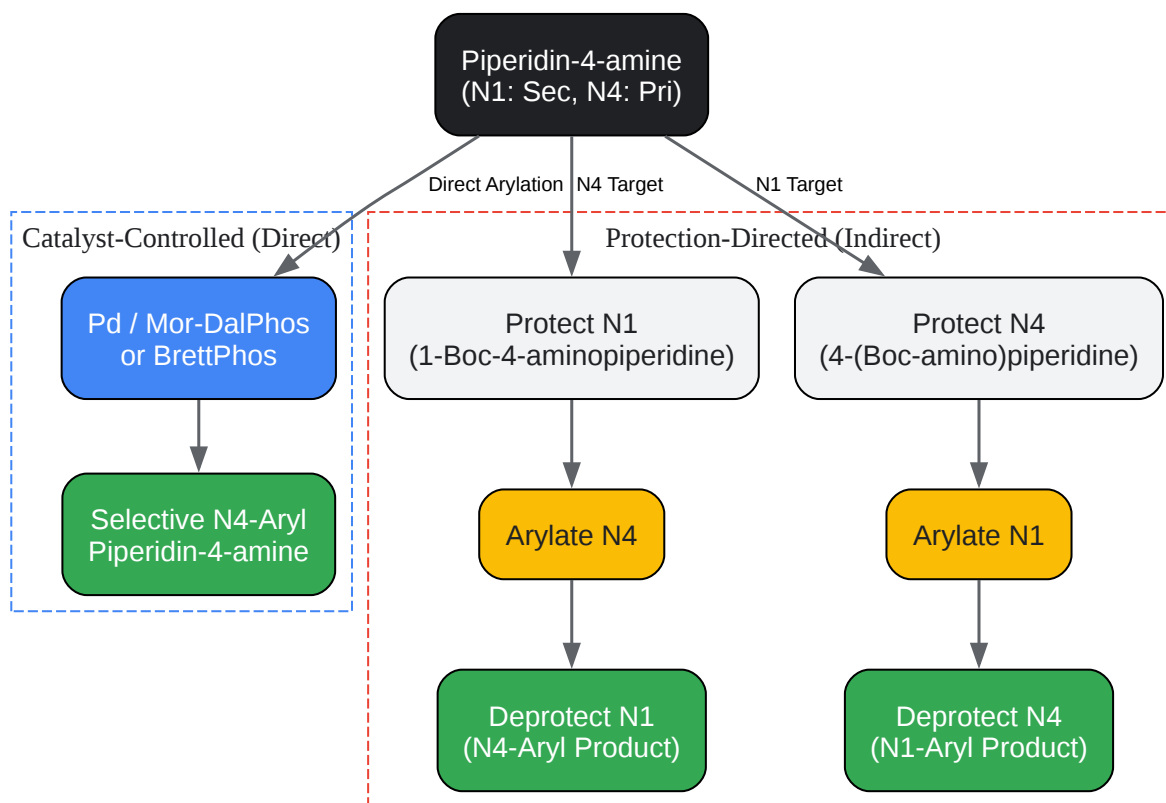 Piperidin-4-amine
(N1: Sec, N4: Pri)
Direct Arylation
N4 Target
N1 Target
Catalyst-Controlled (Direct)
Protection-Directed (Indirect)
Pd / Mor-DalPhos
or BrettPhos
Protect N1
(1-Boc-4-aminopiperidine)
Protect N4
(4-(Boc-amino)piperidine)
Selective N4-Aryl
Piperidin-4-amine
Arylate N4
Arylate N1
Deprotect N1
(N4-Aryl Product)
Deprotect N4
(N1-Aryl Product)